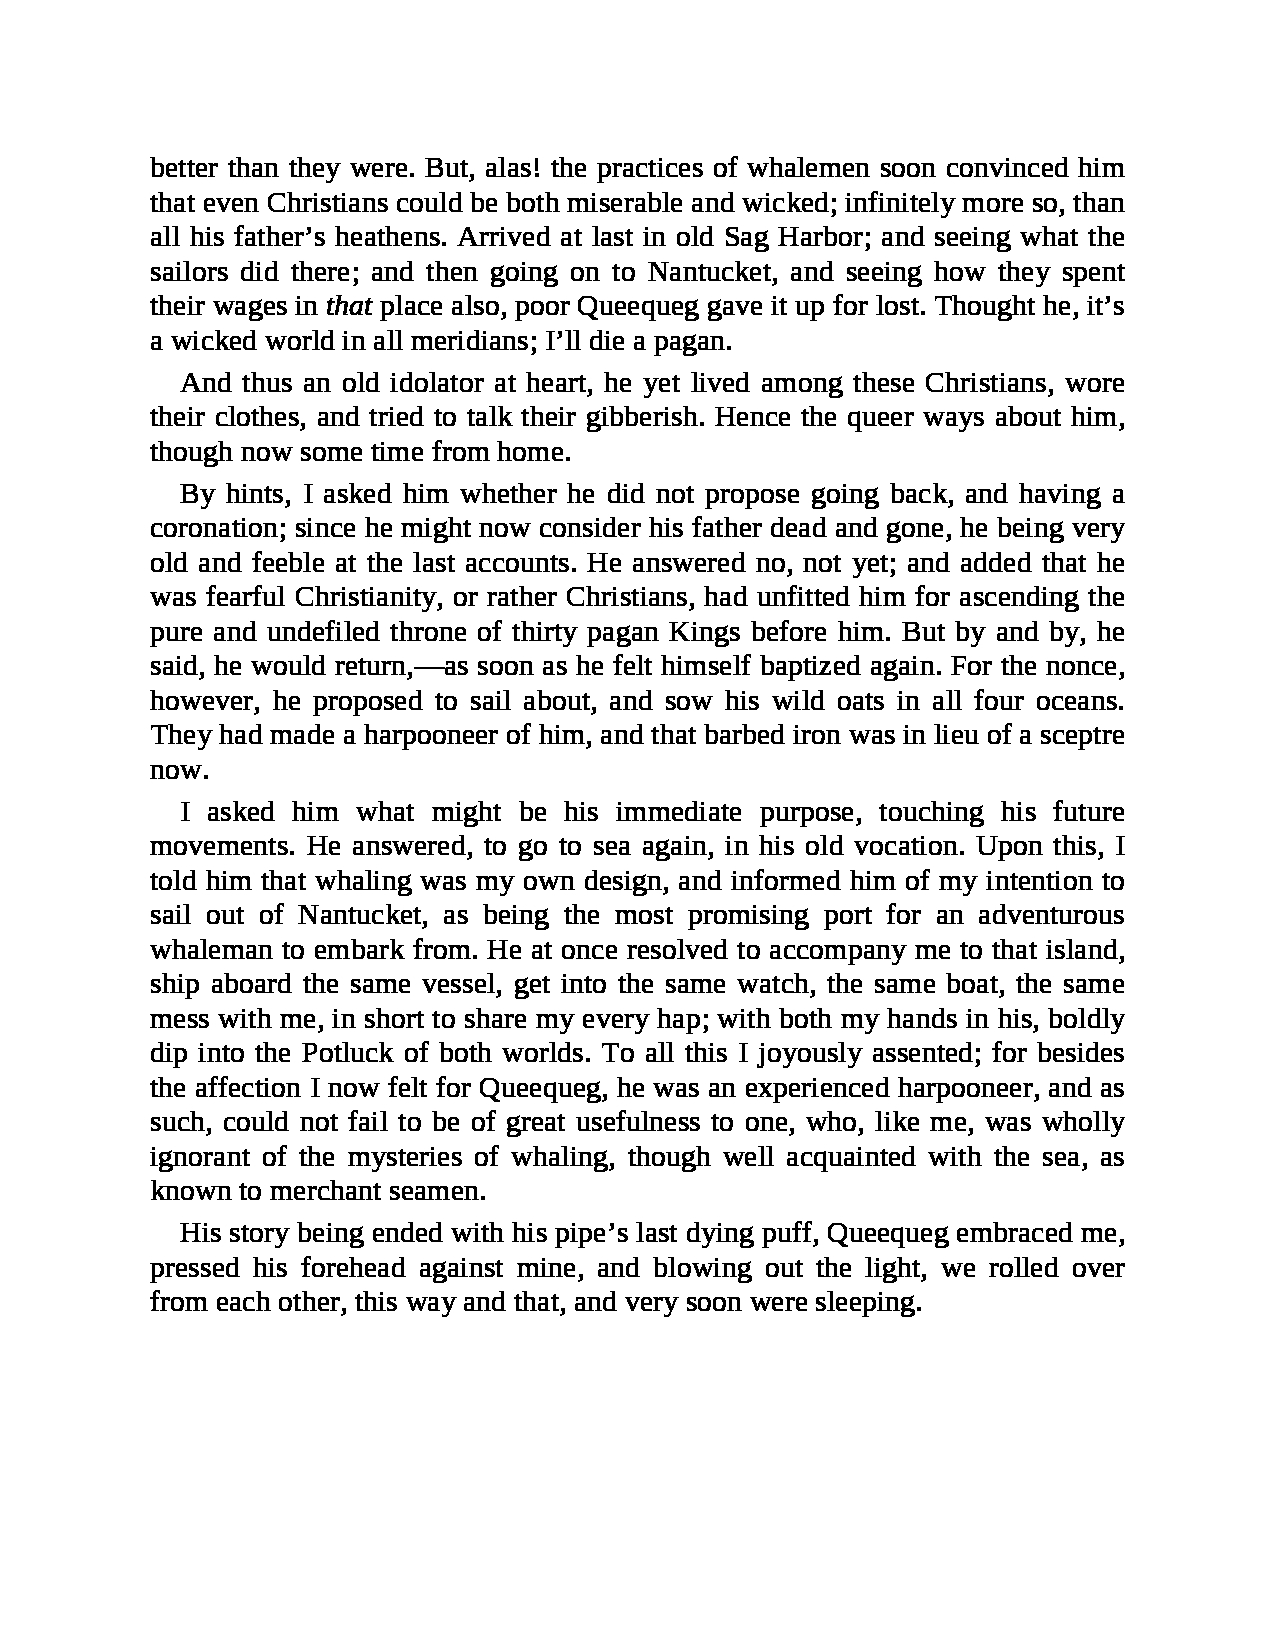 better than they were. But, alas! the practices of whalemen soon convinced him
that even Christians could be both miserable and wicked; infinitely more so, than
all his father’s heathens. Arrived at last in old Sag Harbor; and seeing what the
sailors did there; and then going on to Nantucket, and seeing how they spent
their wages in that place also, poor Queequeg gave it up for lost. Thought he, it’s
a wicked world in all meridians; I’ll die a pagan.
And thus an old idolator at heart, he yet lived among these Christians, wore
their clothes, and tried to talk their gibberish. Hence the queer ways about him,
though now some time from home.
By hints, I asked him whether he did not propose going back, and having a
coronation; since he might now consider his father dead and gone, he being very
old and feeble at the last accounts. He answered no, not yet; and added that he
was fearful Christianity, or rather Christians, had unfitted him for ascending the
pure and undefiled throne of thirty pagan Kings before him. But by and by, he
said, he would return,—as soon as he felt himself baptized again. For the nonce,
however, he proposed to sail about, and sow his wild oats in all four oceans.
They had made a harpooneer of him, and that barbed iron was in lieu of a sceptre
now.
I asked him what might be his immediate purpose, touching his future
movements. He answered, to go to sea again, in his old vocation. Upon this, I
told him that whaling was my own design, and informed him of my intention to
sail out of Nantucket, as being the most promising port for an adventurous
whaleman to embark from. He at once resolved to accompany me to that island,
ship aboard the same vessel, get into the same watch, the same boat, the same
mess with me, in short to share my every hap; with both my hands in his, boldly
dip into the Potluck of both worlds. To all this I joyously assented; for besides
the affection I now felt for Queequeg, he was an experienced harpooneer, and as
such, could not fail to be of great usefulness to one, who, like me, was wholly
ignorant of the mysteries of whaling, though well acquainted with the sea, as
known to merchant seamen.
His story being ended with his pipe’s last dying puff, Queequeg embraced me,
pressed his forehead against mine, and blowing out the light, we rolled over
from each other, this way and that, and very soon were sleeping.